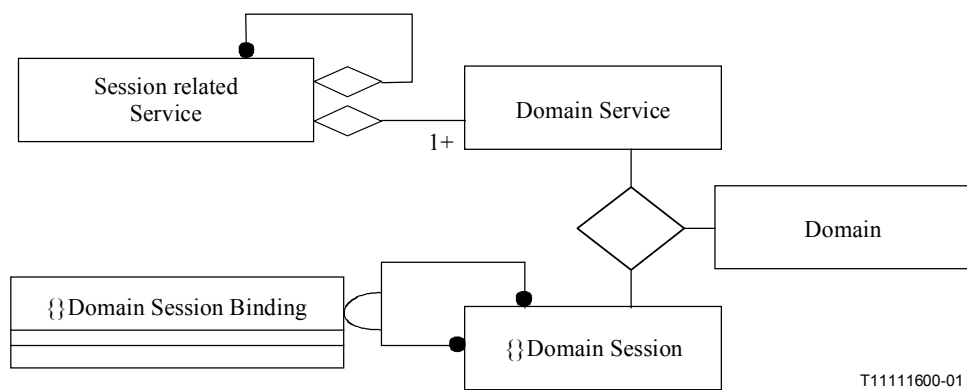 Session related
Service
Domain Service
1+
Domain
{}Domain Session Binding
{}Domain Session
T11111600-01